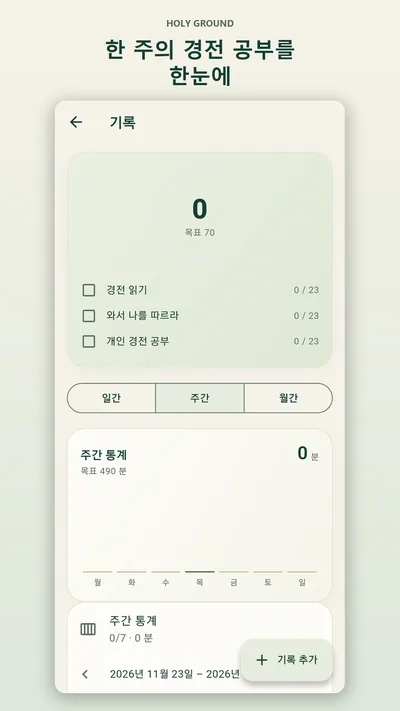 HOLY GROUND
한 주의 경전 공부를
한눈에
기록
0
목표 70
경전 읽기 0 / 23
와서 나를 따르라 0 / 23
개인 경전 공부 0 / 23
일간 주간 월간
주간 통계 0 분
목표 490 분
월 화 수 목 금 토 일
주간 통계
0/7 · 0 분
2026년 11월 23일 – 2026년
기록 추가